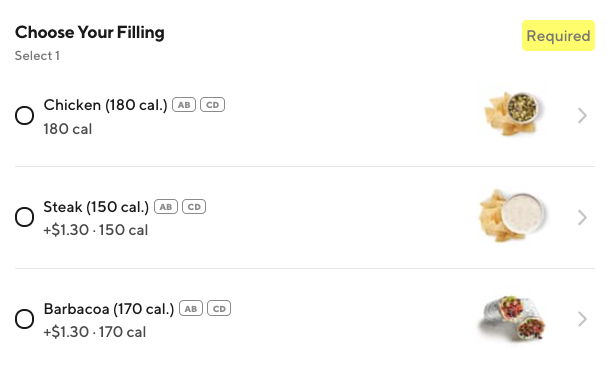 Choose Your Filling
Required
Select 1
Chicken (180 cal.) AB CD
180 cal
Steak (150 cal.) AB CD
+$1.30 · 150 cal
Barbacoa (170 cal.) AB CD
+$1.30 · 170 cal